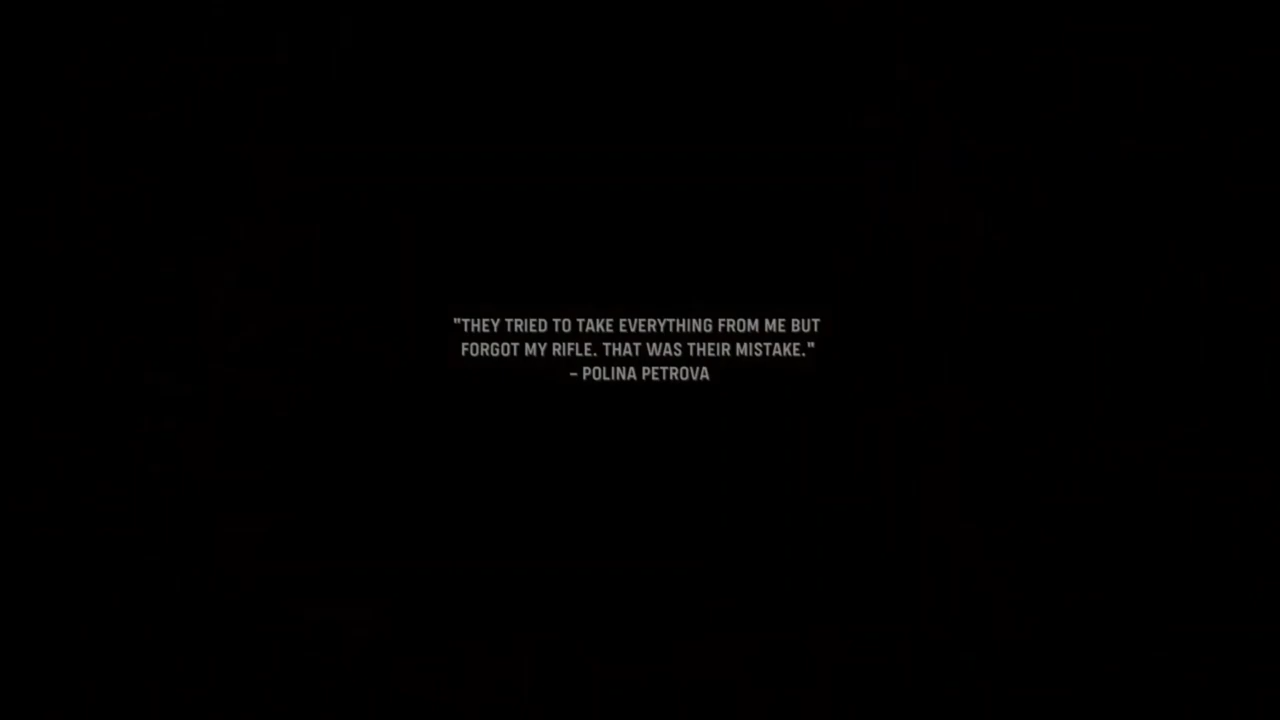 "THEY TRIED TO TAKE EVERYTHING FROM ME BUT
FORGOT MY RIFLE. THAT WAS THEIR MISTAKE."
– POLINA PETROVA